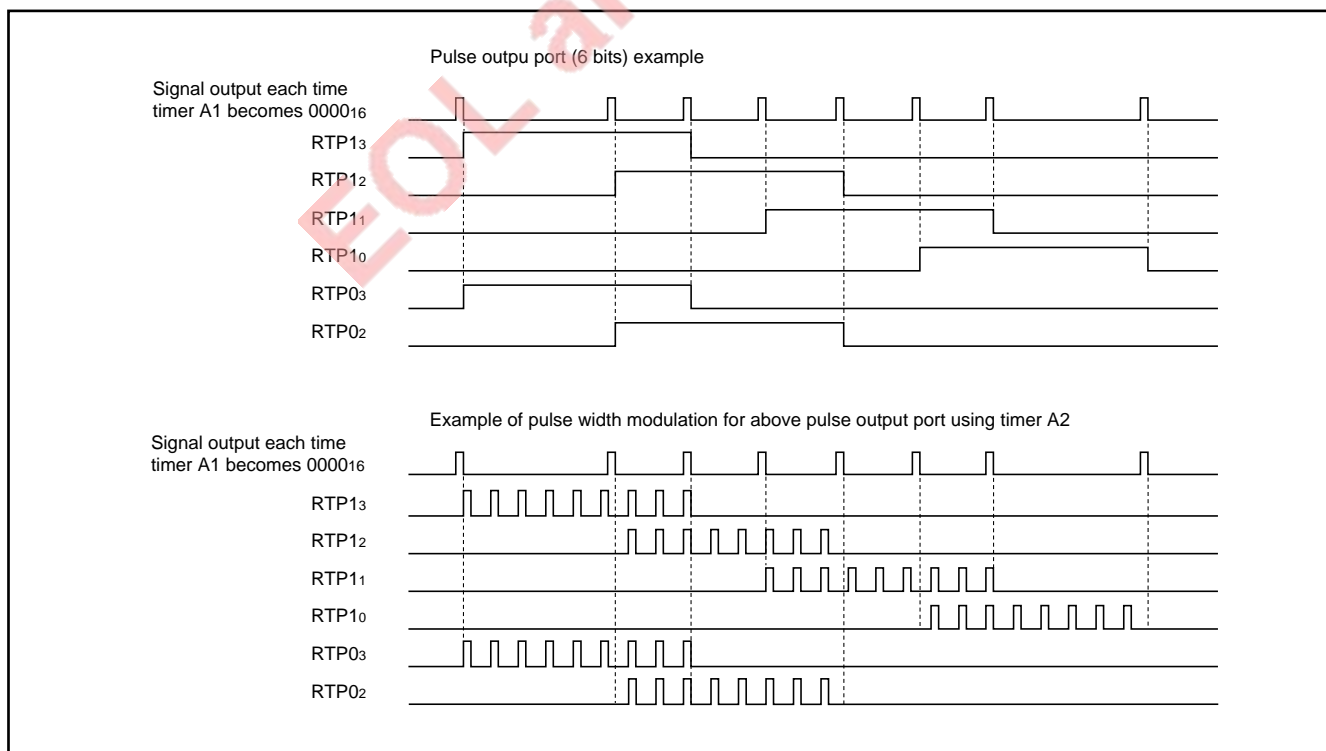 EOL an
Pulse outpu port (6 bits) example
Signal output each time
timer A1 becomes 000016
RTP13
RTP12
RTP11
RTP10
RTP03
RTP02
Example of pulse width modulation for above pulse output port using timer A2
Signal output each time
timer A1 becomes 000016
RTP13
RTP12
RTP11
RTP10
RTP03
RTP02